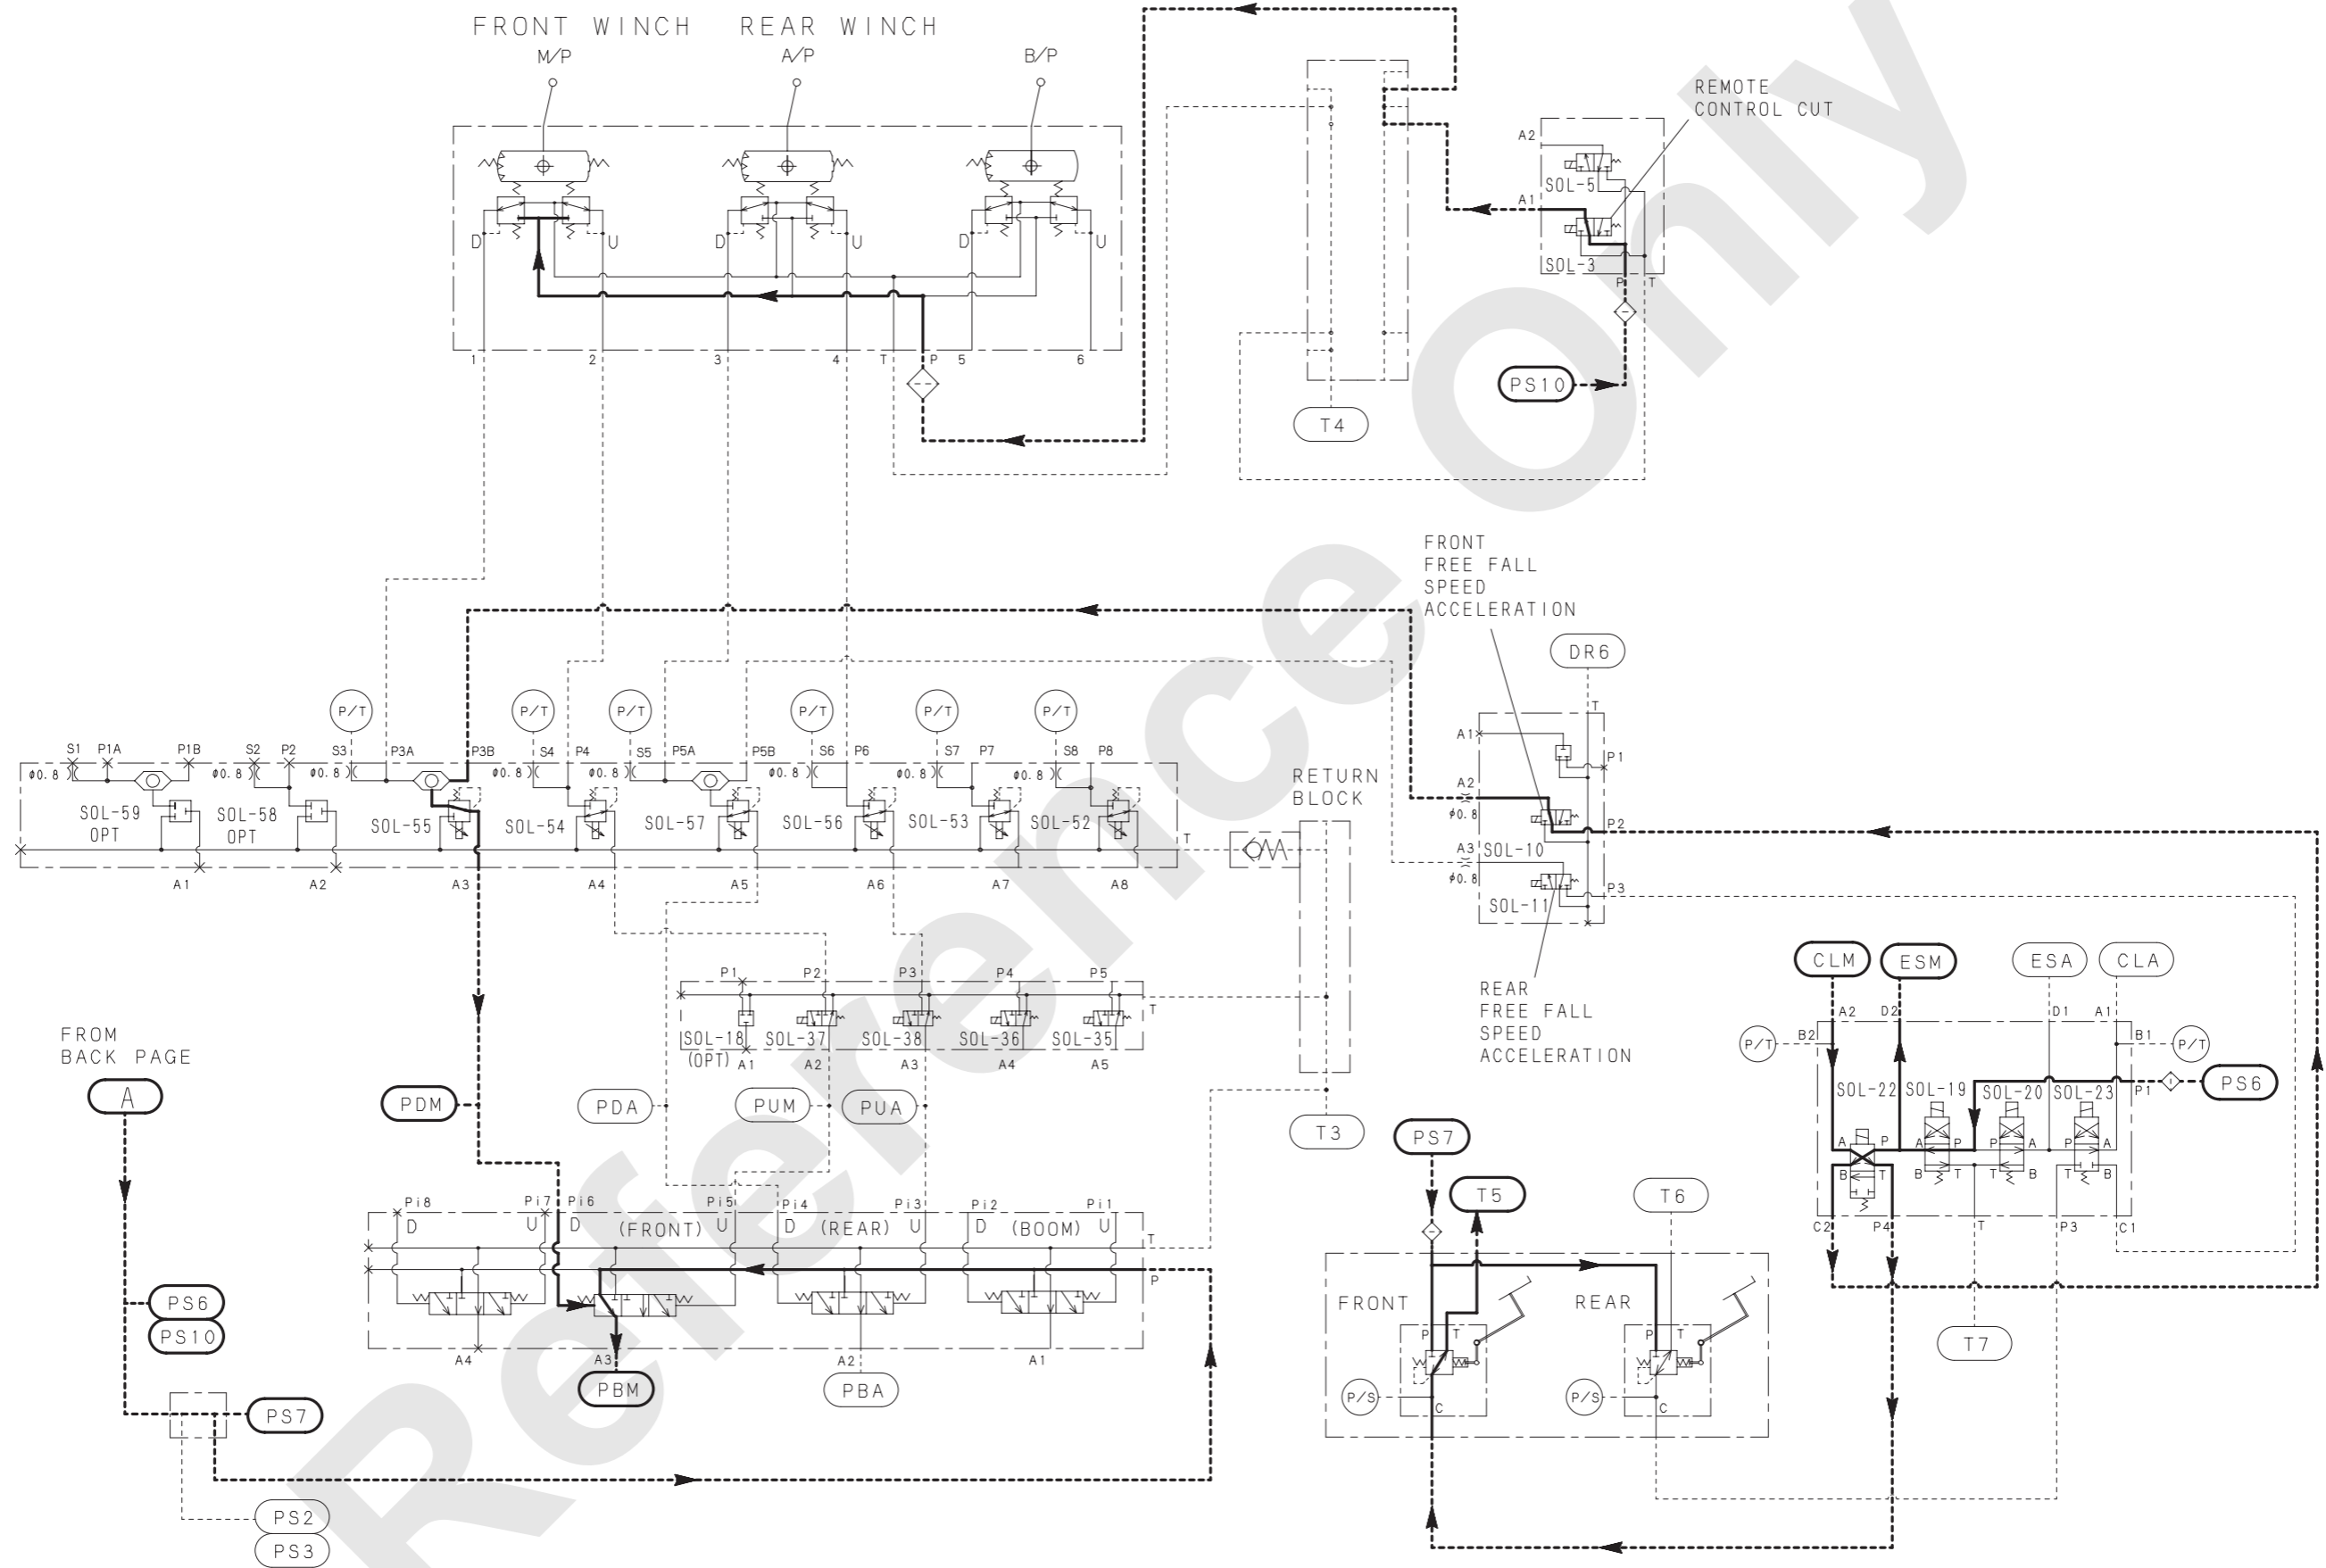 FRONT WINCH REAR WINCH
M/P A/P B/P
REMOTE
CONTROL CUT
A2
SOL-5
A1
SOL-3
P T
PS10
D U D U D U
1 2 3 4 T P 5 6
T4
FRONT
FREE FALL
SPEED
ACCELERATION
DR6
T
P/T P/T P/T P/T P/T P/T
S1 P1A P1B S2 P2 S3 P3A P3B S4 P4 S5 P5A P5B S6 P6 S7 P7 S8 P8
φ0.8 φ0.8 φ0.8 φ0.8 φ0.8 φ0.8 φ0.8 φ0.8
SOL-59
OPT
SOL-58
OPT
SOL-55 SOL-54 SOL-57 SOL-56 SOL-53 SOL-52
T
A1 A2 A3 A4 A5 A6 A7 A8
RETURN
BLOCK
A1
P1
A2
φ0.8
P2
A3
SOL-10
φ0.8
P3
SOL-11
REAR
FREE FALL
SPEED
ACCELERATION
P1 P2 P3 P4 P5
T
SOL-18 SOL-37 SOL-38 SOL-36 SOL-35
(OPT) A1 A2 A3 A4 A5
CLM ESM ESA CLA
A2 D2 D1 A1
P/T B2 B1 P/T
P1 PS6
SOL-22 SOL-19 SOL-20 SOL-23
A P A P P A P A
B T B T T B
C2 P4 T P3 C1
T7
FROM
BACK PAGE
A
PDM PDA PUM PUA
T3
PS7
T5 T6
Pi8 Pi7 Pi6 Pi5 Pi4 Pi3 Pi2 Pi1
D U D (FRONT) U D (REAR) U D (BOOM) U
T
P
A4 A3 A2 A1
PBM PBA
PS6
PS10
PS7
PS2
PS3
FRONT REAR
P T P T
P/S C P/S C
Reference Only